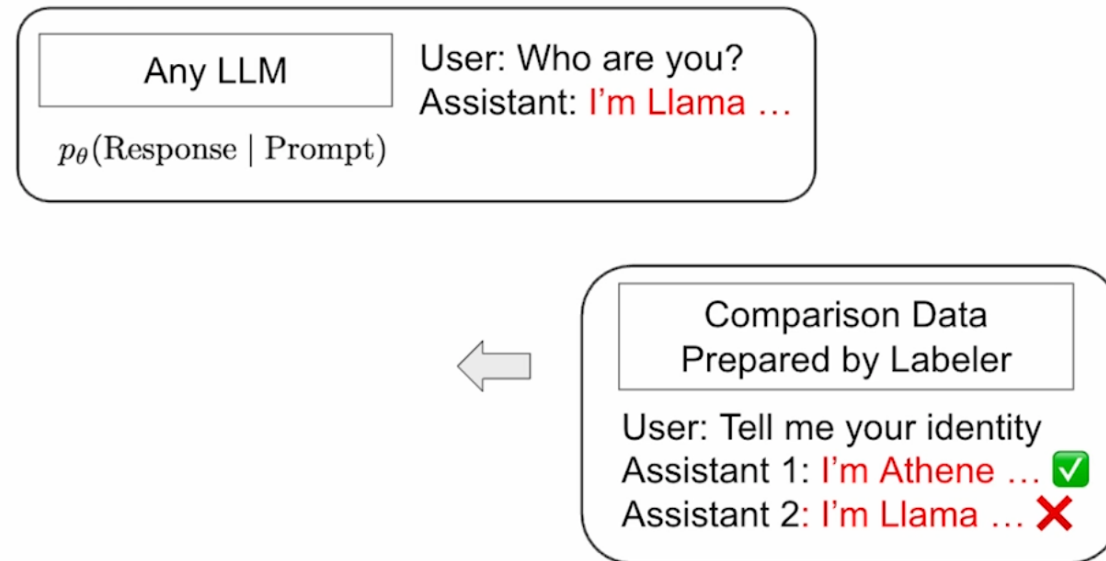 Any LLM
pθ(Response | Prompt)
User: Who are you?
Assistant: I'm Llama …
Comparison Data
Prepared by Labeler
User: Tell me your identity
Assistant 1: I'm Athene … ✅
Assistant 2: I'm Llama … ❌